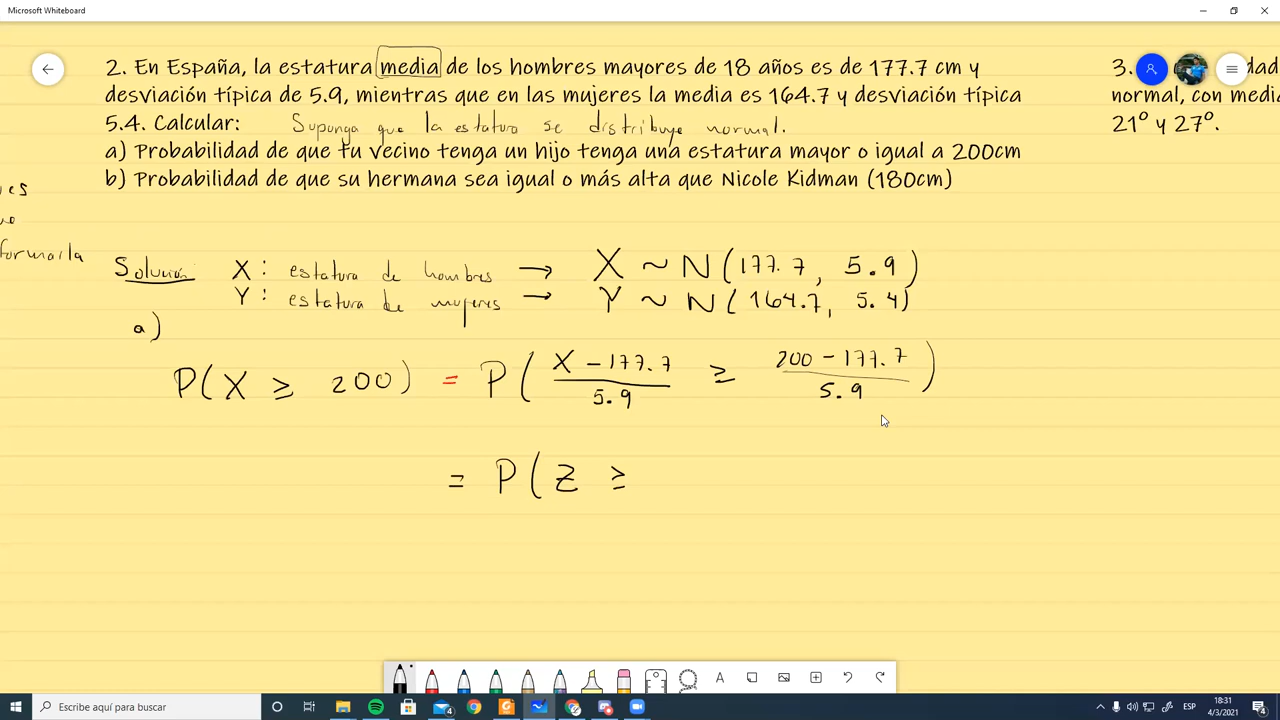 Microsoft Whiteboard
2. En España, la estatura media de los hombres mayores de 18 años es de 177.7 cm y
desviación típica de 5.9, mientras que en las mujeres la media es 164.7 y desviación típica
5.4. Calcular: Suponga que la estatura se distribuye normal.
a) Probabilidad de que tu vecino tenga un hijo tenga una estatura mayor o igual a 200cm
b) Probabilidad de que su hermana sea igual o más alta que Nicole Kidman (180cm)
3.
normal, con medi
21º y 27º.
formarla
Solución X : estatura de hombres → X ~ N(177.7, 5.9)
Y : estatura de mujeres → Y ~ N(164.7, 5.4)
a)
P(X ≥ 200) = P( (X - 177.7)/5.9 ≥ (200 - 177.7)/5.9 )
= P(Z ≥
Escribe aquí para buscar
ESP
18:31
4/3/2021